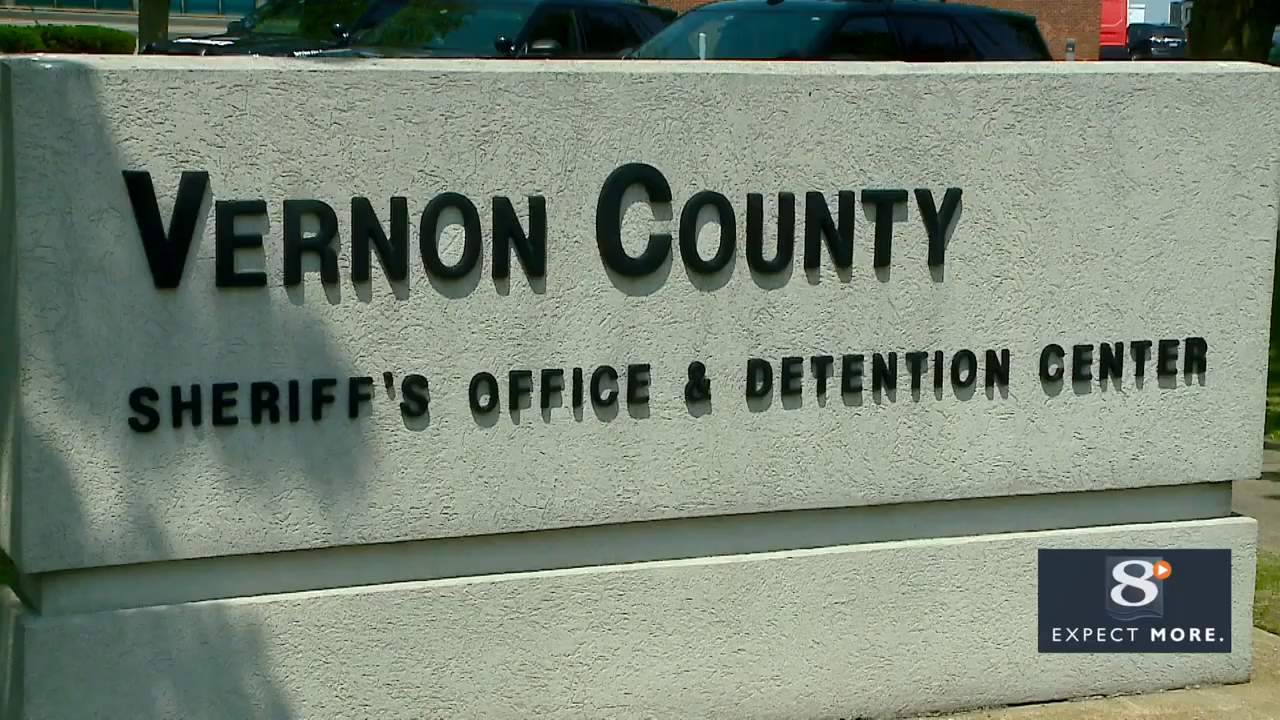 VERNON COUNTY
SHERIFF'S OFFICE & DETENTION CENTER
8
EXPECT MORE.